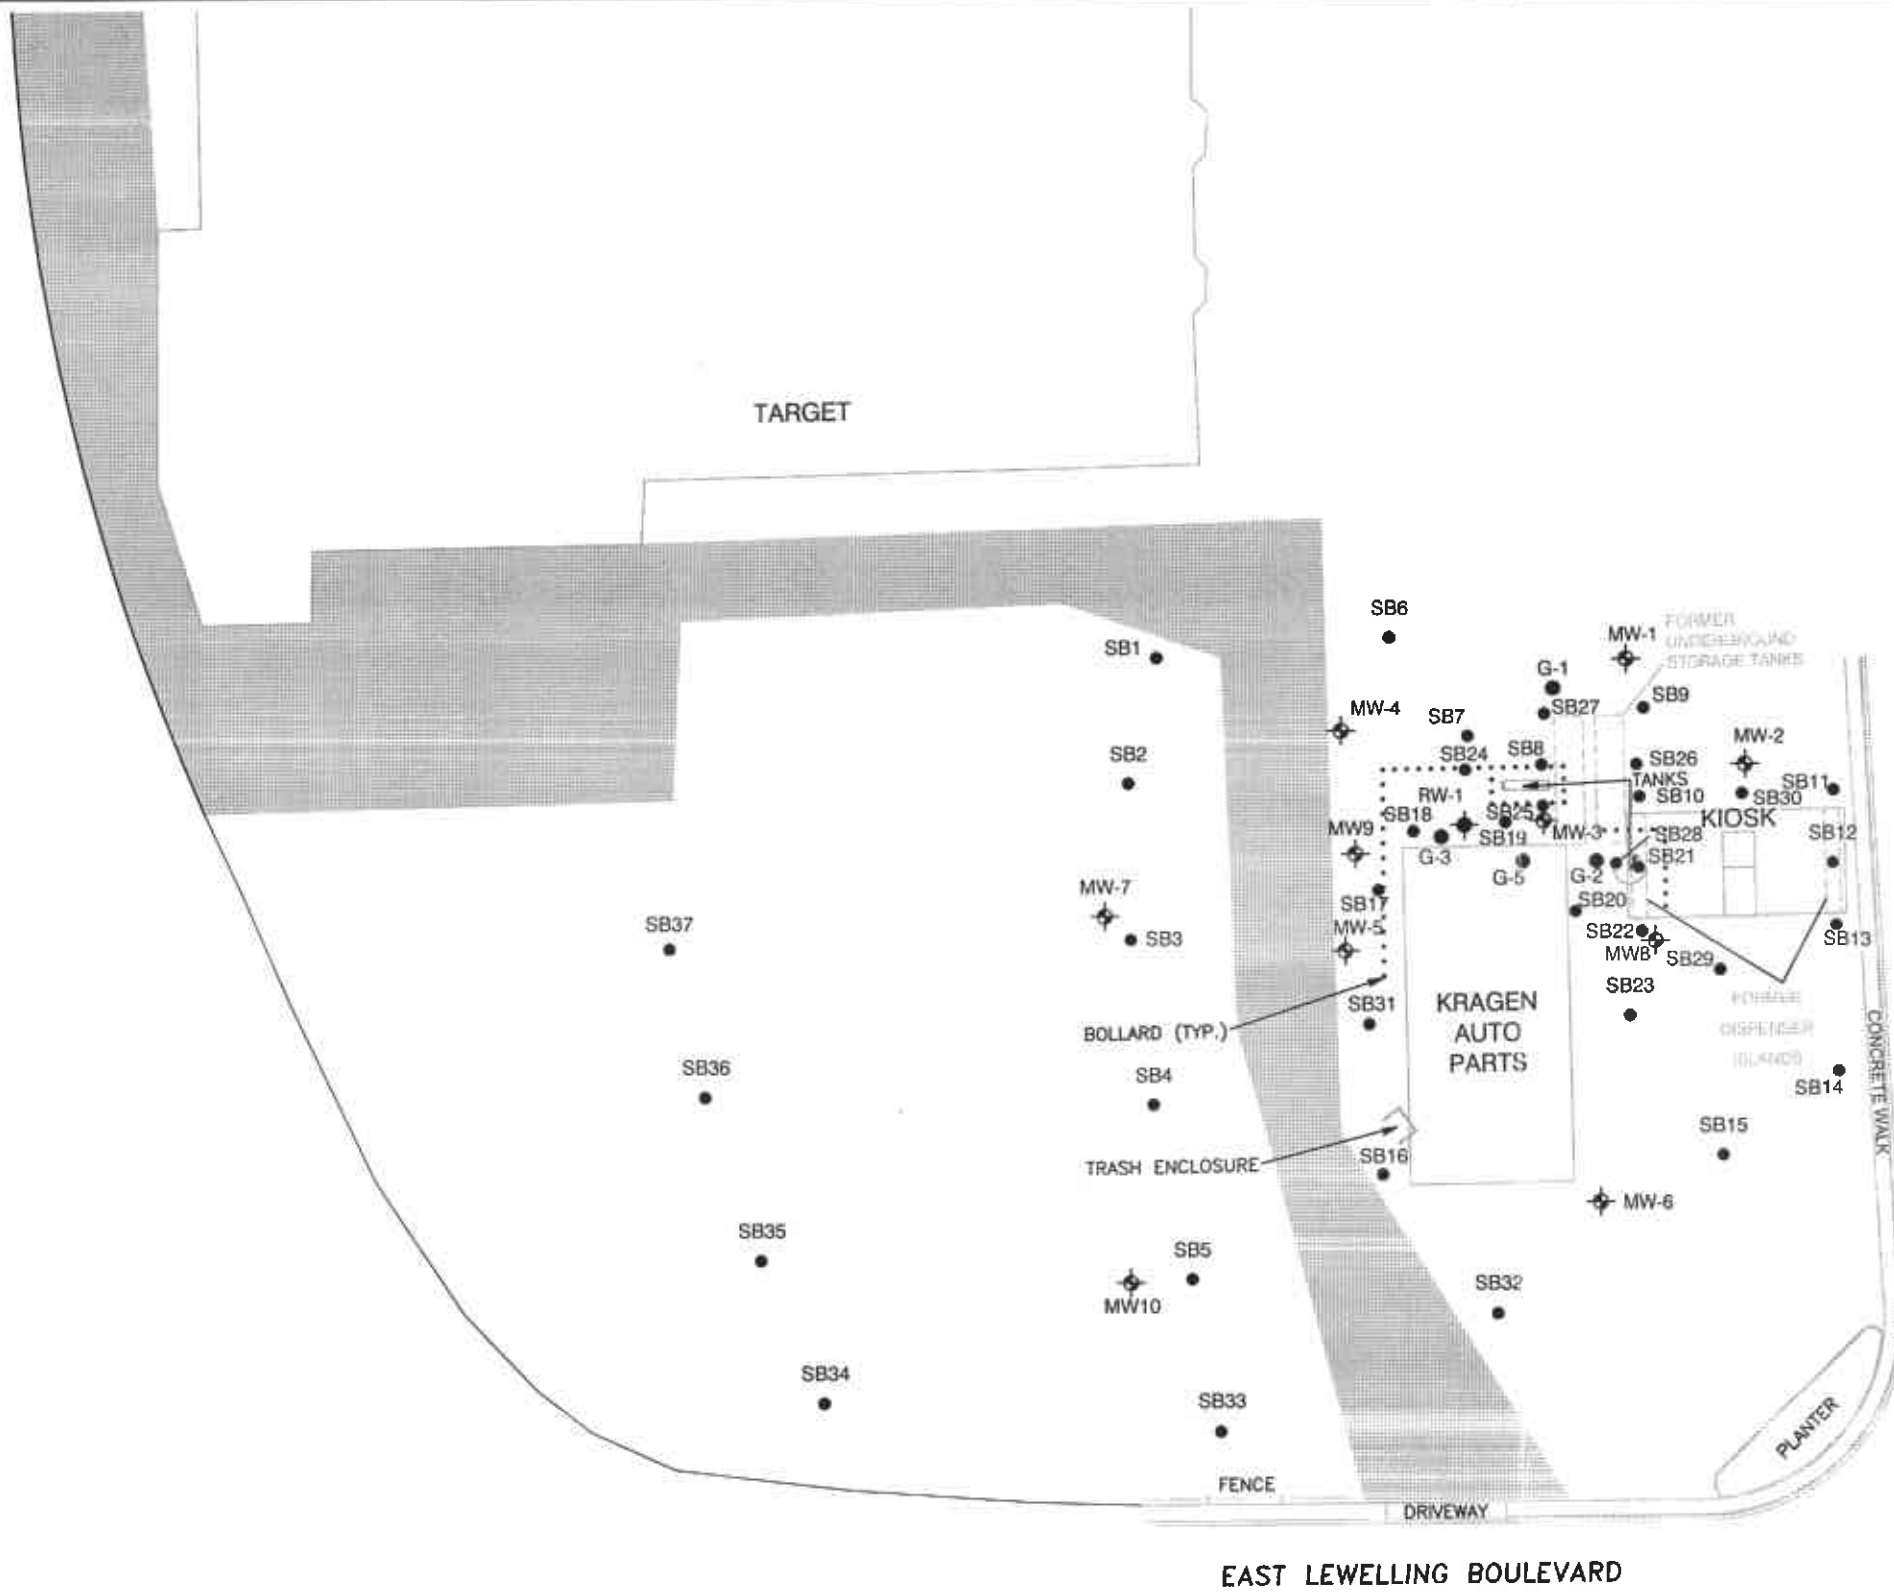 TARGET
SB6
FORMER
UNDERGROUND
STORAGE TANKS
MW-1
SB1
G-1
SB9
SB27
MW-4
SB7
MW-2
SB24
SB8
SB26
SB2
TANKS
SB11
SB10
SB30
RW-1
SB18
SB25
KIOSK
MW9
SB19
MW-3
SB28
SB12
G-3
SB21
G-5
G-2
MW-7
SB17
SB20
SB37
MW-5
SB22
SB3
SB13
MW8
SB29
SB23
KRAGEN
AUTO
PARTS
FORMER
DISPENSER
ISLANDS
SB31
BOLLARD (TYP.)
CONCRETE WALK
SB36
SB4
SB14
SB15
TRASH ENCLOSURE
SB16
MW-6
SB35
SB5
SB32
MW10
SB34
SB33
PLANTER
FENCE
DRIVEWAY
EAST LEWELLING BOULEVARD